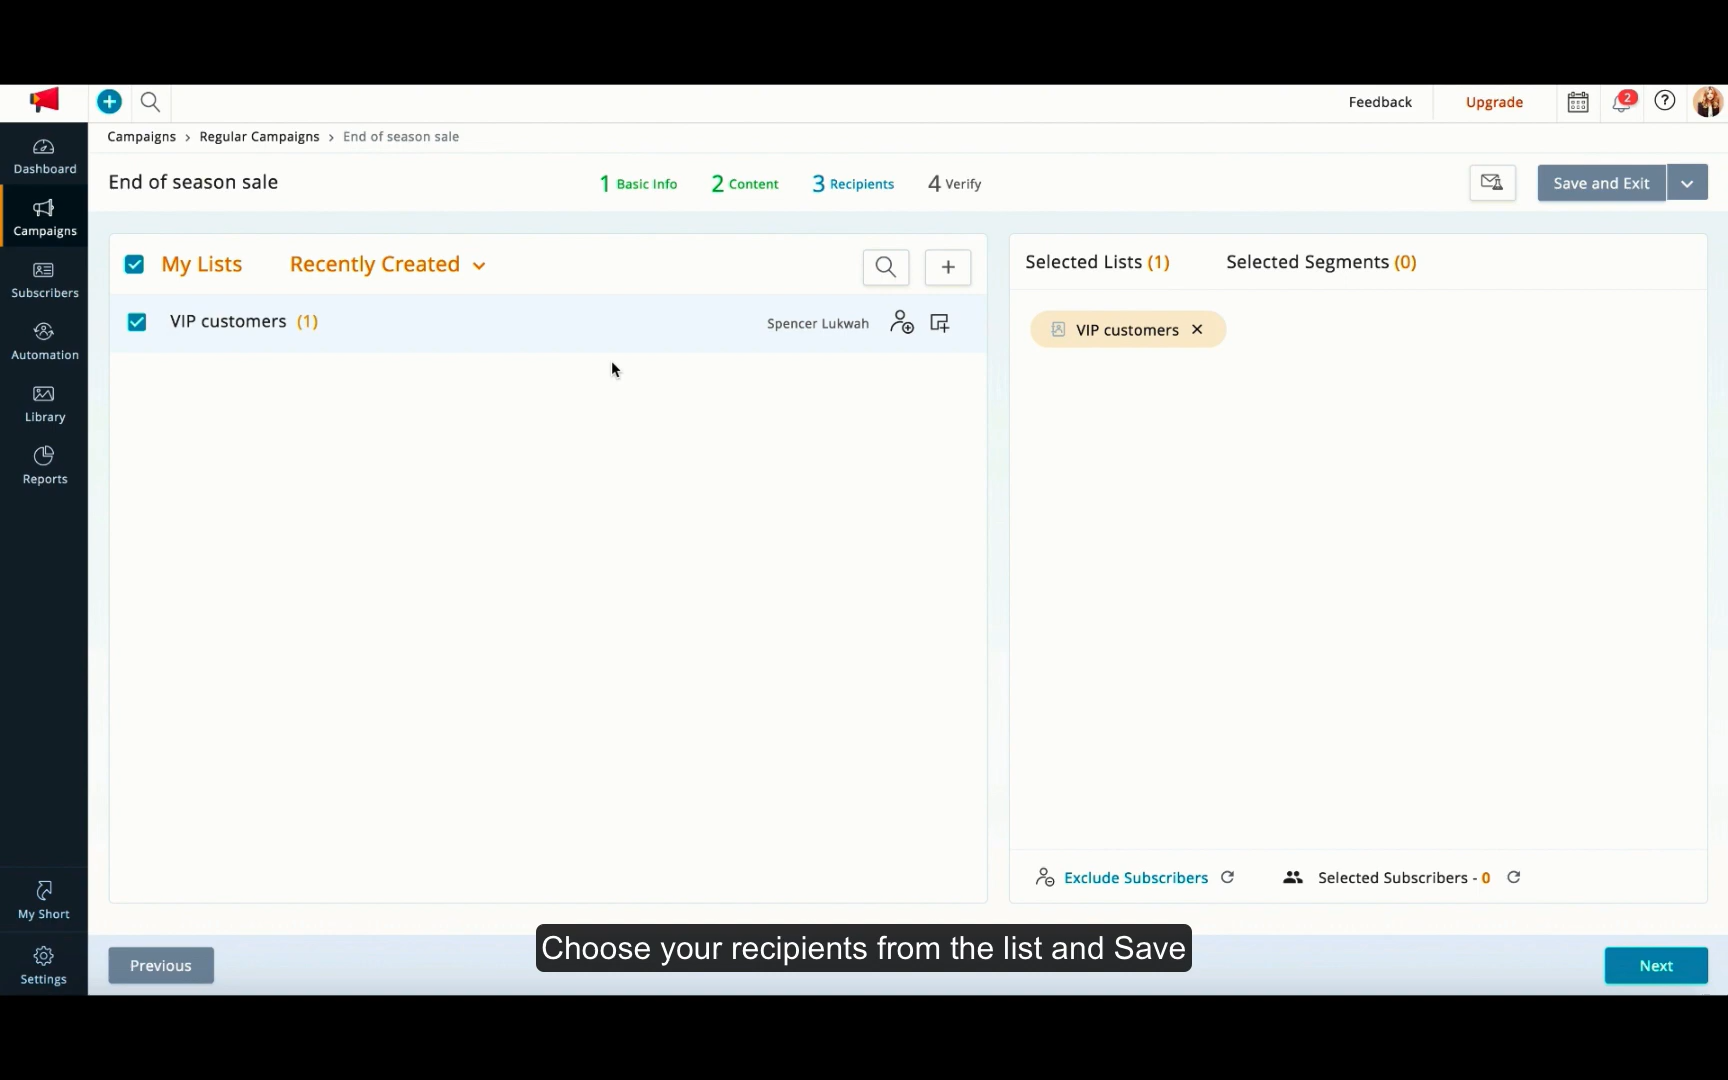 Feedback
Upgrade
2
Campaigns > Regular Campaigns > End of season sale
End of season sale
1 Basic Info
2 Content
3 Recipients
4 Verify
Save and Exit
Dashboard
Campaigns
Subscribers
Automation
Library
Reports
My Short
Settings
My Lists
Recently Created
VIP customers (1)
Spencer Lukwah
Selected Lists (1)
Selected Segments (0)
VIP customers
Exclude Subscribers
Selected Subscribers - 0
Previous
Choose your recipients from the list and Save
Next